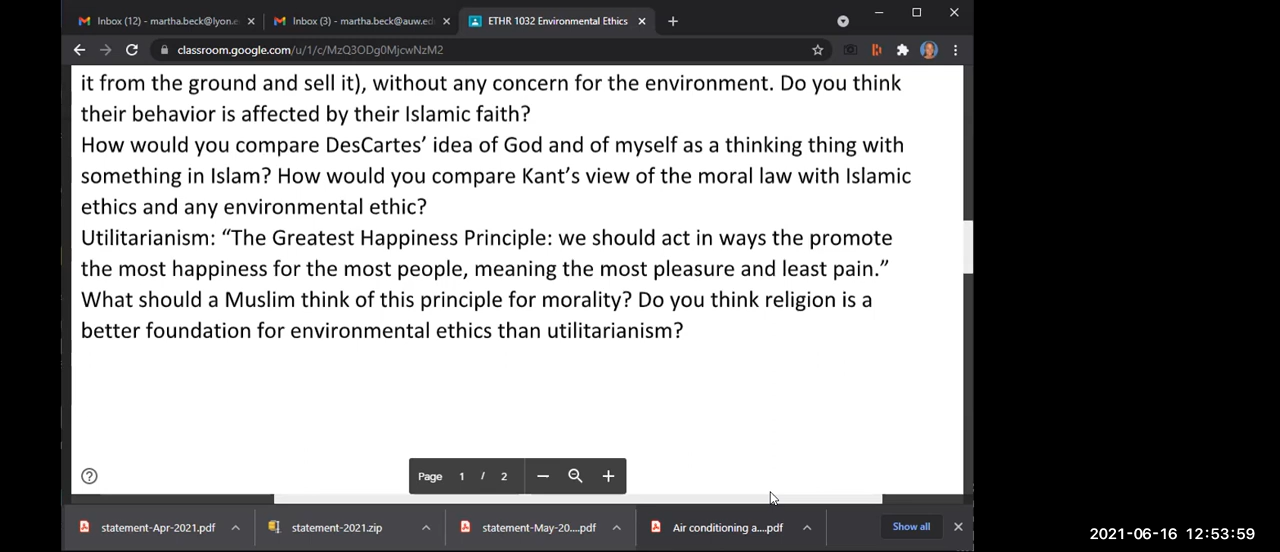 Inbox (12) - martha.beck@lyon.e
Inbox (3) - martha.beck@auw.ed
ETHR 1032 Environmental Ethics
classroom.google.com/u/1/c/MzQ3ODg0MjcwNzM2
it from the ground and sell it), without any concern for the environment. Do you think
their behavior is affected by their Islamic faith?
How would you compare DesCartes’ idea of God and of myself as a thinking thing with
something in Islam? How would you compare Kant’s view of the moral law with Islamic
ethics and any environmental ethic?
Utilitarianism: “The Greatest Happiness Principle: we should act in ways the promote
the most happiness for the most people, meaning the most pleasure and least pain.”
What should a Muslim think of this principle for morality? Do you think religion is a
better foundation for environmental ethics than utilitarianism?
Page 1 / 2
statement-Apr-2021.pdf
statement-2021.zip
statement-May-20....pdf
Air conditioning a....pdf
Show all
2021-06-16 12:53:59